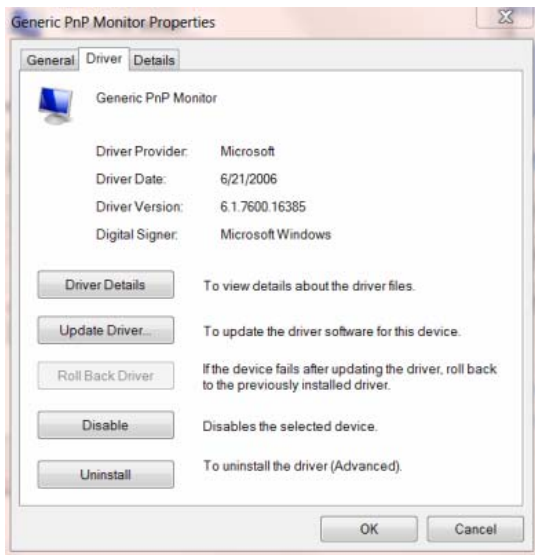 Generic PnP Monitor Properties
General Driver Details
Generic PnP Monitor
Driver Provider: Microsoft
Driver Date: 6/21/2006
Driver Version: 6.1.7600.16385
Digital Signer: Microsoft Windows
Driver Details To view details about the driver files.
Update Driver... To update the driver software for this device.
Roll Back Driver If the device fails after updating the driver, roll back
to the previously installed driver.
Disable Disables the selected device.
Uninstall To uninstall the driver (Advanced).
OK Cancel